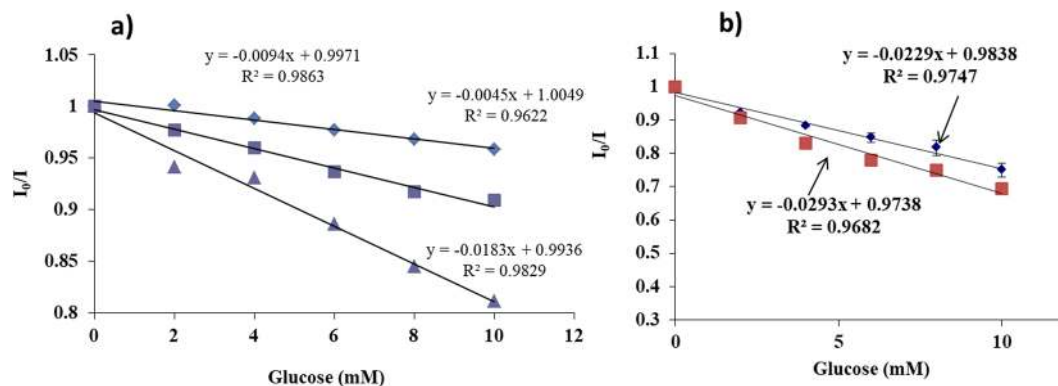 a)
1.05
1
0.95
0.9
0.85
0.8
I₀/I
0
2
4
6
8
10
12
Glucose (mM)
y = -0.0094x + 0.9971
R² = 0.9863
y = -0.0045x + 1.0049
R² = 0.9622
y = -0.0183x + 0.9936
R² = 0.9829
b)
1.1
1
0.9
0.8
0.7
0.6
0.5
0.4
0.3
I₀/I
0
5
10
Glucose (mM)
y = -0.0229x + 0.9838
R² = 0.9747
y = -0.0293x + 0.9738
R² = 0.9682